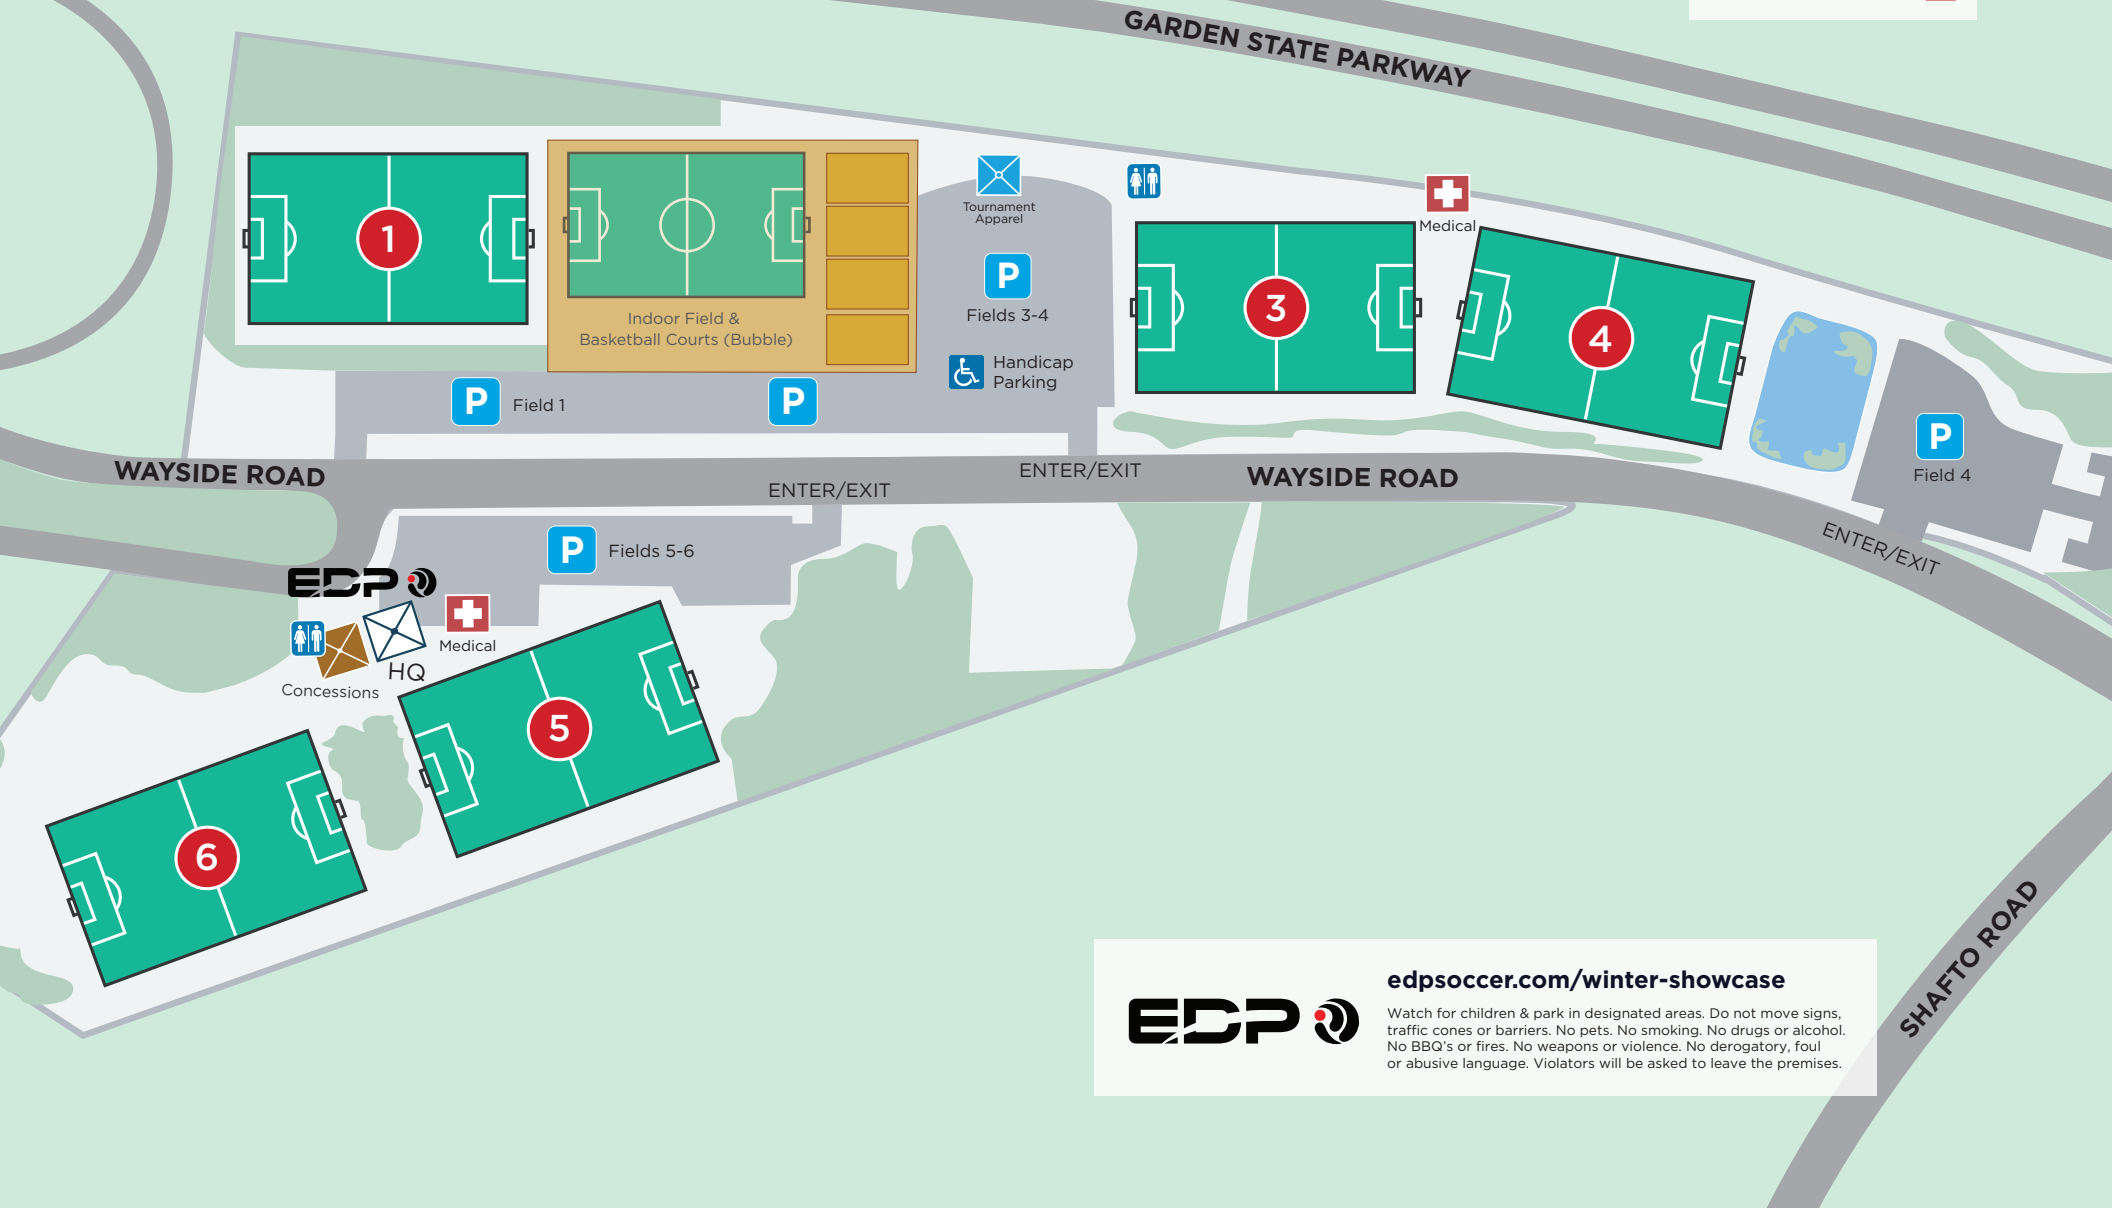 GARDEN STATE PARKWAY
1
Indoor Field &
Basketball Courts (Bubble)
Tournament
Apparel
P
Fields 3-4
Handicap
Parking
P
Field 1
P
3
Medical
4
P
Field 4
WAYSIDE ROAD
ENTER/EXIT
ENTER/EXIT
WAYSIDE ROAD
ENTER/EXIT
P
Fields 5-6
EDP
Medical
HQ
Concessions
5
6
SHAFTO ROAD
EDP
edpsoccer.com/winter-showcase
Watch for children & park in designated areas. Do not move signs,
traffic cones or barriers. No pets. No smoking. No drugs or alcohol.
No BBQ's or fires. No weapons or violence. No derogatory, foul
or abusive language. Violators will be asked to leave the premises.